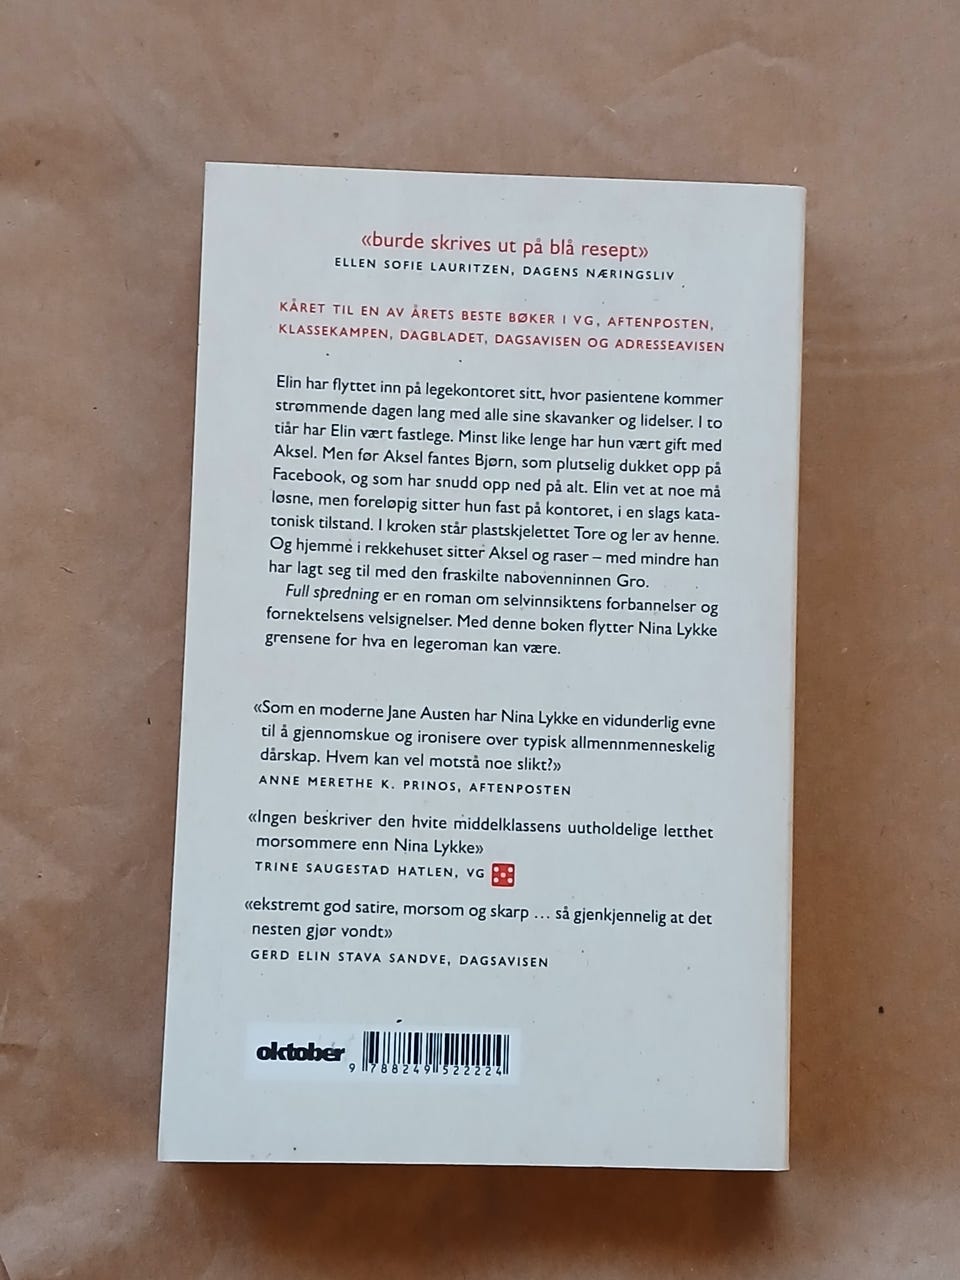 «burde skrives ut på blå resept»
ELLEN SOFIE LAURITZEN, DAGENS NÆRINGSLIV
KÅRET TIL EN AV ÅRETS BESTE BØKER I VG, AFTENPOSTEN,
KLASSEKAMPEN, DAGBLADET, DAGSAVISEN OG ADRESSEAVISEN
Elin har flyttet inn på legekontoret sitt, hvor pasientene kommer
strømmende dagen lang med alle sine skavanker og lidelser. I to
tiår har Elin vært fastlege. Minst like lenge har hun vært gift med
Aksel. Men før Aksel fantes Bjørn, som plutselig dukket opp på
Facebook, og som har snudd opp ned på alt. Elin vet at noe må
løsne, men foreløpig sitter hun fast på kontoret, i en slags kata-
tonisk tilstand. I kroken står plastskjelettet Tore og ler av henne.
Og hjemme i rekkehuset sitter Aksel og raser – med mindre han
har lagt seg til med den fraskilte nabovenninnen Gro.
Full spredning er en roman om selvinnsiktens forbannelser og
fornektelsens velsignelser. Med denne boken flytter Nina Lykke
grensene for hva en legeroman kan være.
«Som en moderne Jane Austen har Nina Lykke en vidunderlig evne
til å gjennomskue og ironisere over typisk allmennmenneskelig
dårskap. Hvem kan vel motstå noe slikt?»
ANNE MERETHE K. PRINOS, AFTENPOSTEN
«Ingen beskriver den hvite middelklassens uutholdelige letthet
morsommere enn Nina Lykke»
TRINE SAUGESTAD HATLEN, VG
«ekstremt god satire, morsom og skarp … så gjenkjennelig at det
nesten gjør vondt»
GERD ELIN STAVA SANDVE, DAGSAVISEN
oktober
9 788249 522224